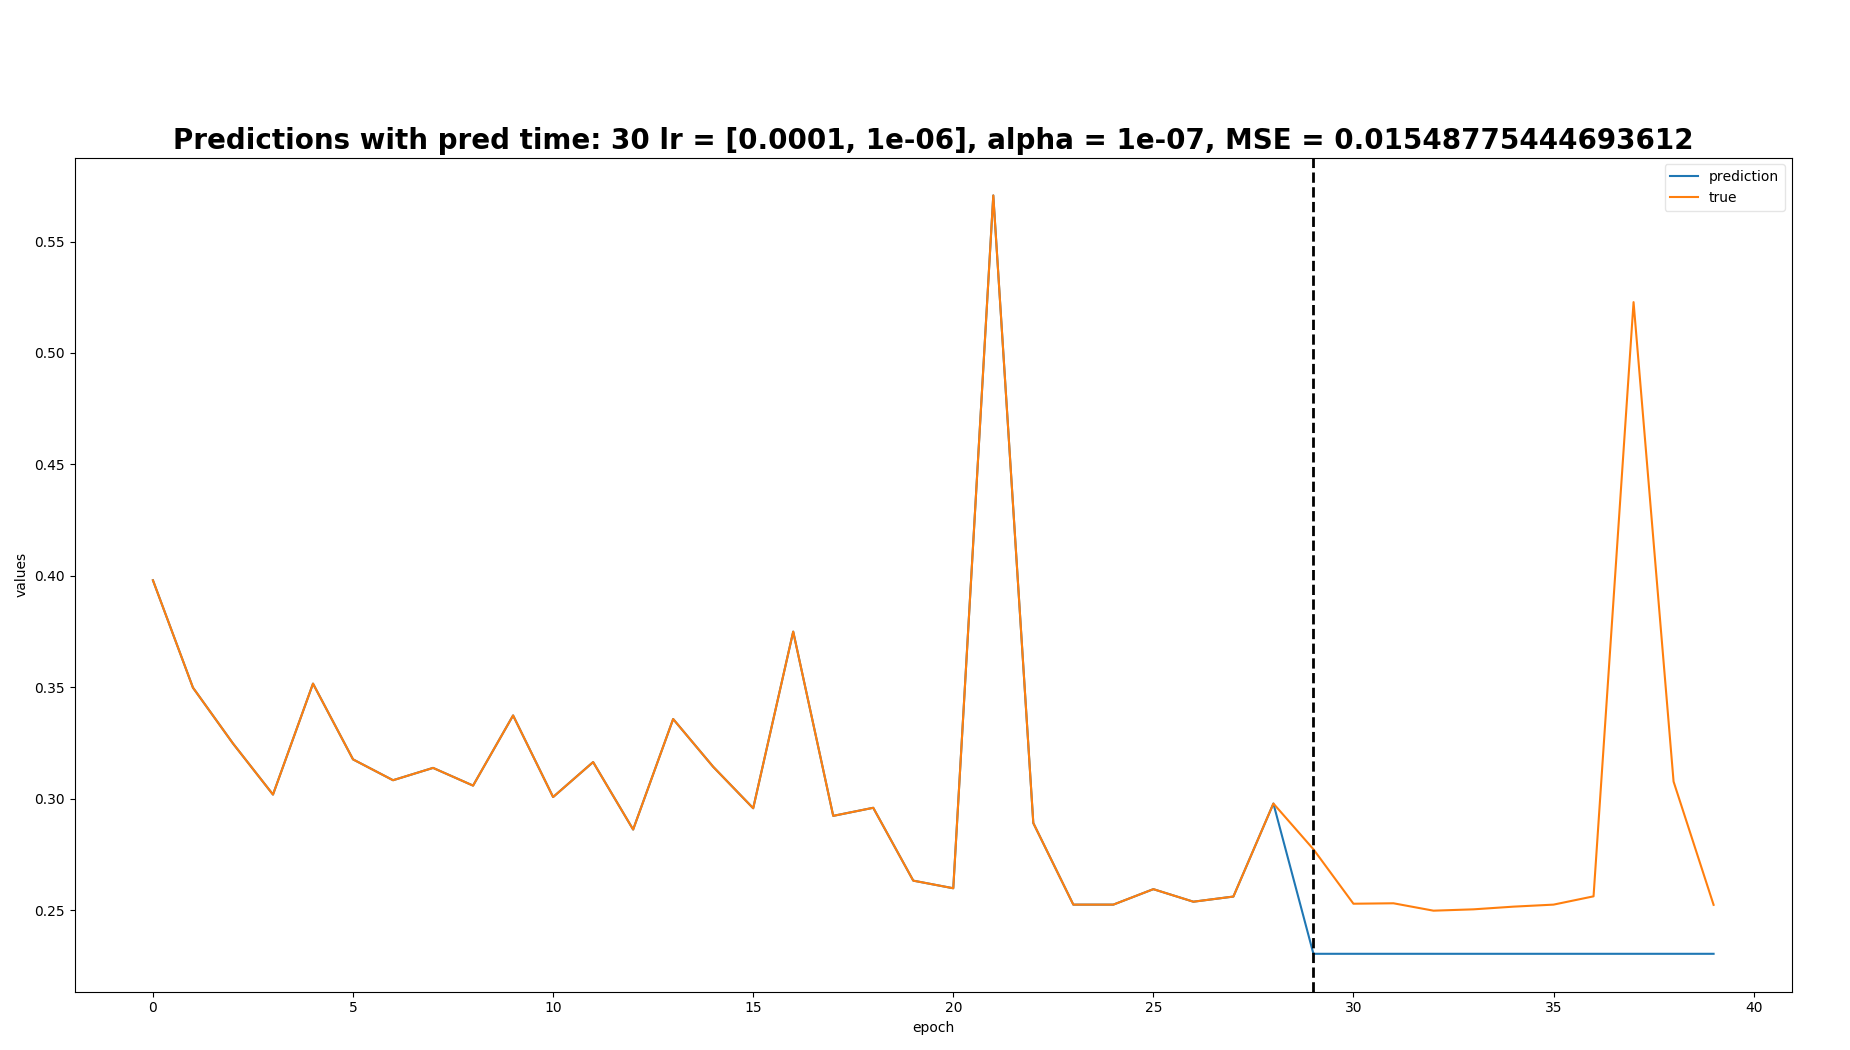 Predictions with pred time: 30 lr = [0.0001, 1e-06], alpha = 1e-07, MSE = 0.01548775444693612
prediction
true
0.55
0.50
0.45
0.40
0.35
0.30
0.25
values
0 5 10 15 20 25 30 35 40
epoch